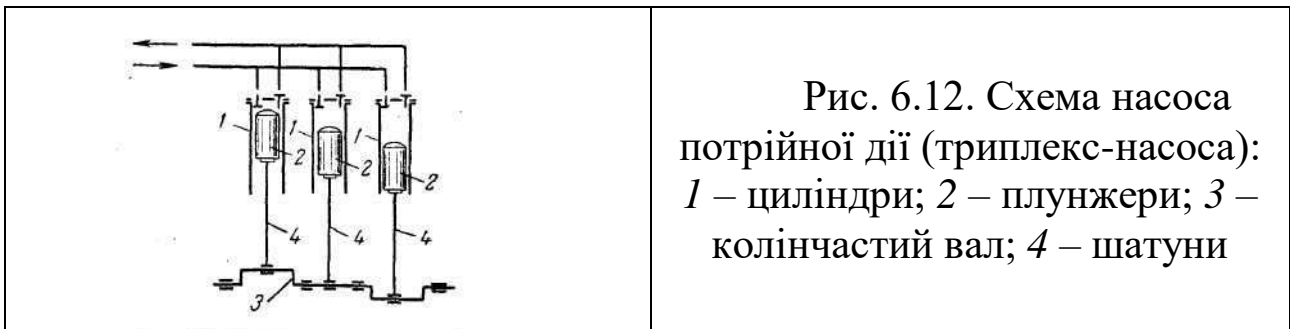 1
1
1
2
2
2
4
4
4
3
Рис. 6.12. Схема насоса
потрійної дії (триплекс-насоса):
1 – циліндри; 2 – плунжери; 3 –
колінчастий вал; 4 – шатуни